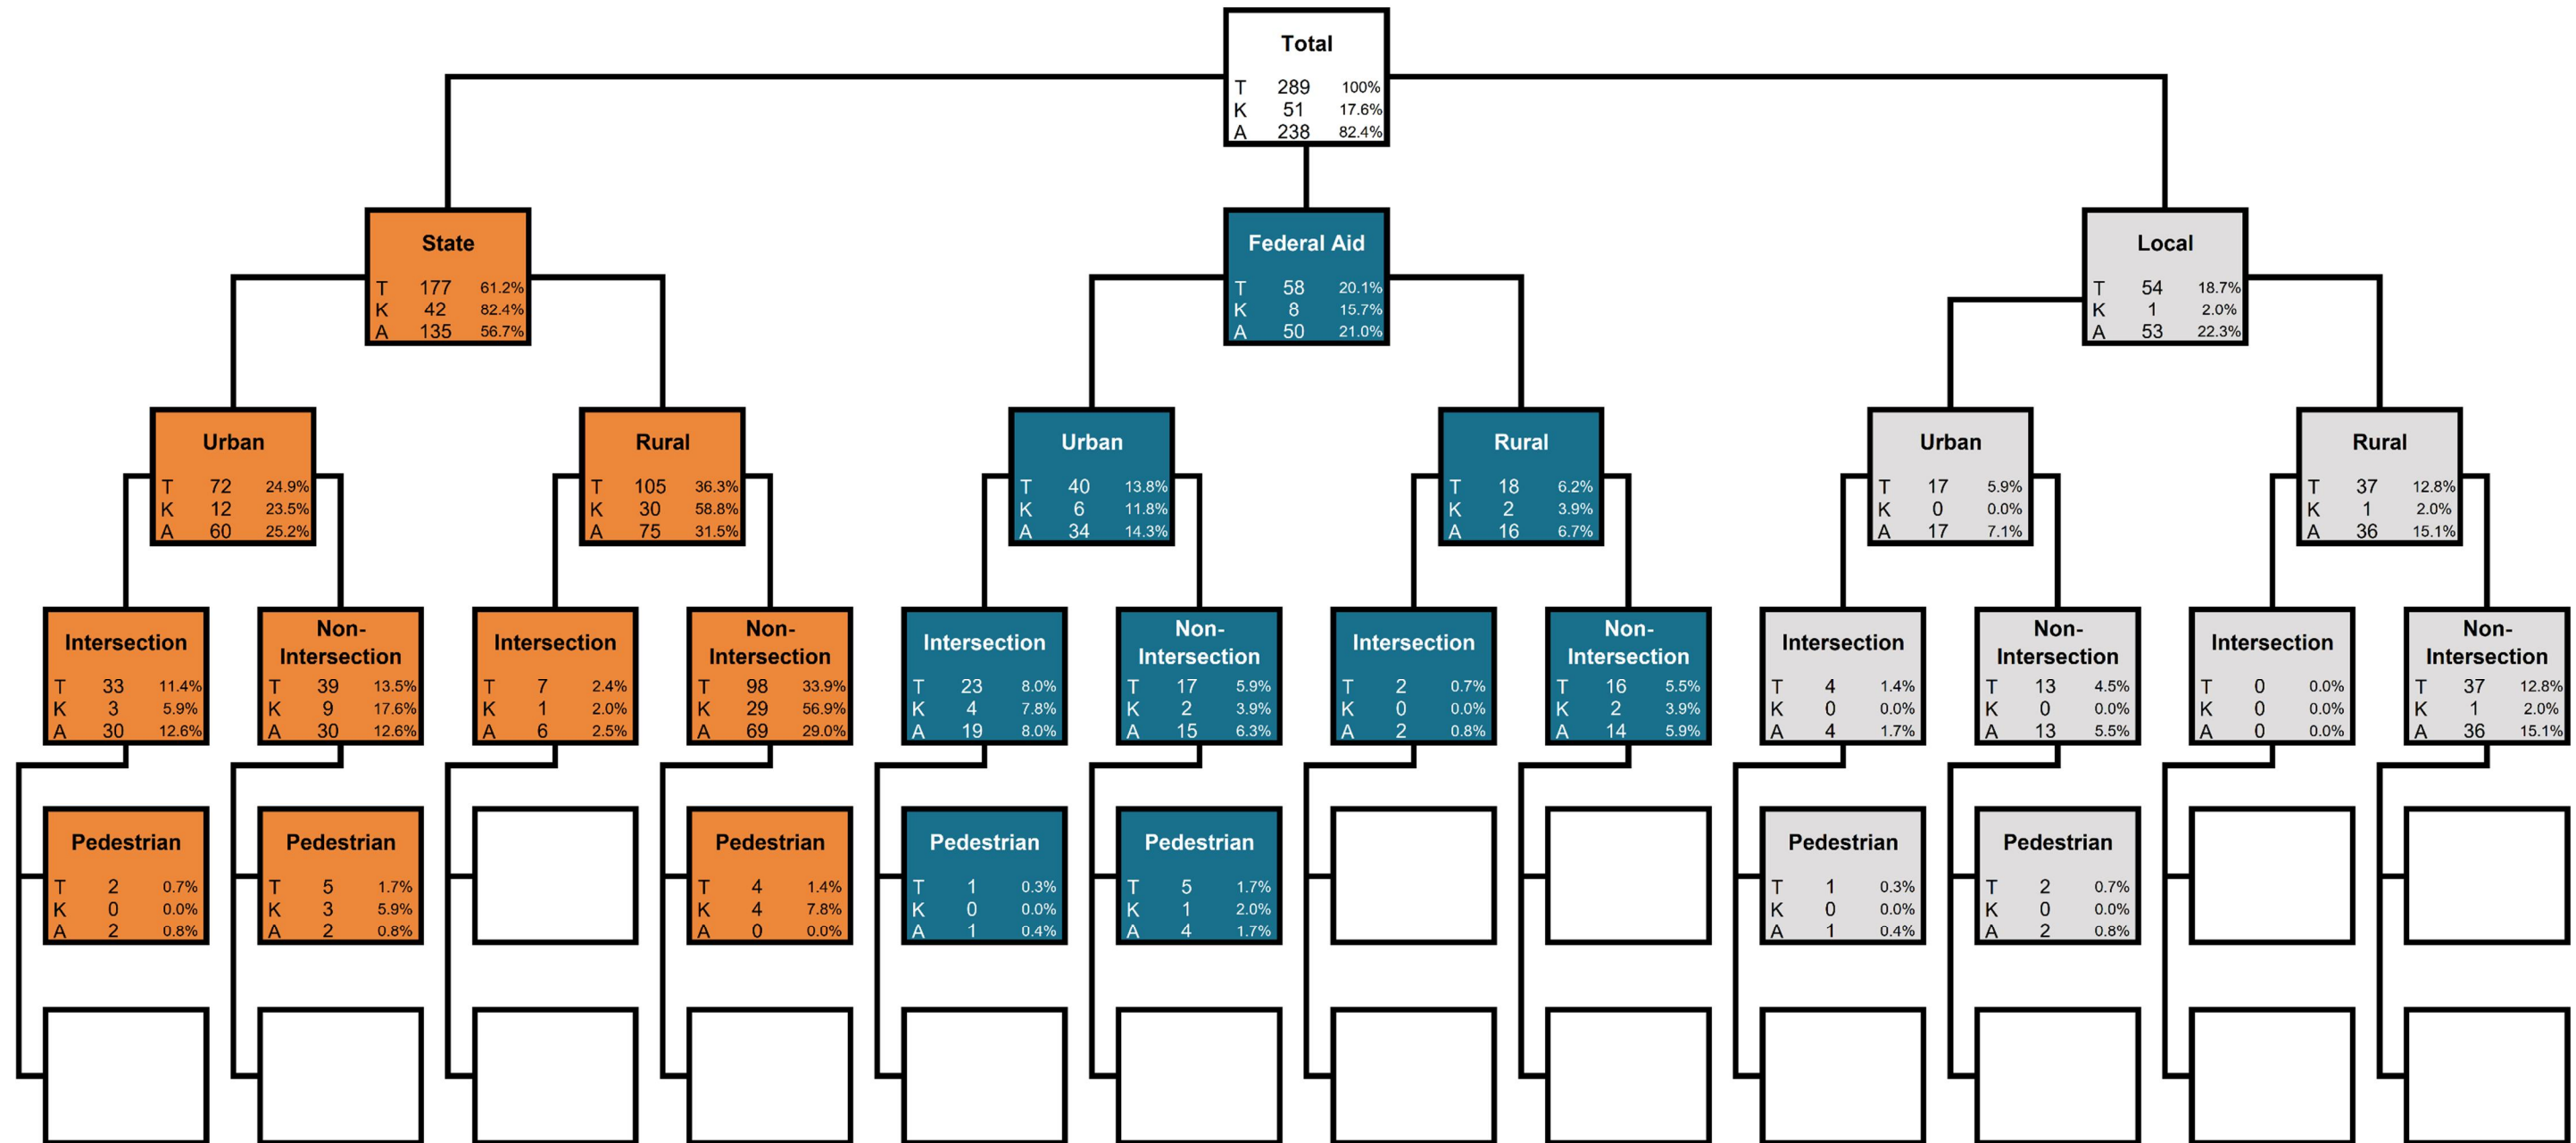 Total
T 289 100%
K 51 17.6%
A 238 82.4%
State
T 177 61.2%
K 42 82.4%
A 135 56.7%
Federal Aid
T 58 20.1%
K 8 15.7%
A 50 21.0%
Local
T 54 18.7%
K 1 2.0%
A 53 22.3%
Urban
T 72 24.9%
K 12 23.5%
A 60 25.2%
Rural
T 105 36.3%
K 30 58.8%
A 75 31.5%
Urban
T 40 13.8%
K 6 11.8%
A 34 14.3%
Rural
T 18 6.2%
K 2 3.9%
A 16 6.7%
Urban
T 17 5.9%
K 0 0.0%
A 17 7.1%
Rural
T 37 12.8%
K 1 2.0%
A 36 15.1%
Intersection
T 33 11.4%
K 3 5.9%
A 30 12.6%
Non-
Intersection
T 39 13.5%
K 9 17.6%
A 30 12.6%
Intersection
T 7 2.4%
K 1 2.0%
A 6 2.5%
Non-
Intersection
T 98 33.9%
K 29 56.9%
A 69 29.0%
Intersection
T 23 8.0%
K 4 7.8%
A 19 8.0%
Non-
Intersection
T 17 5.9%
K 2 3.9%
A 15 6.3%
Intersection
T 2 0.7%
K 0 0.0%
A 2 0.8%
Non-
Intersection
T 16 5.5%
K 2 3.9%
A 14 5.9%
Intersection
T 4 1.4%
K 0 0.0%
A 4 1.7%
Non-
Intersection
T 13 4.5%
K 0 0.0%
A 13 5.5%
Intersection
T 0 0.0%
K 0 0.0%
A 0 0.0%
Non-
Intersection
T 37 12.8%
K 1 2.0%
A 36 15.1%
Pedestrian
T 2 0.7%
K 0 0.0%
A 2 0.8%
Pedestrian
T 5 1.7%
K 3 5.9%
A 2 0.8%
Pedestrian
T 4 1.4%
K 4 7.8%
A 0 0.0%
Pedestrian
T 1 0.3%
K 0 0.0%
A 1 0.4%
Pedestrian
T 5 1.7%
K 1 2.0%
A 4 1.7%
Pedestrian
T 1 0.3%
K 0 0.0%
A 1 0.4%
Pedestrian
T 2 0.7%
K 0 0.0%
A 2 0.8%